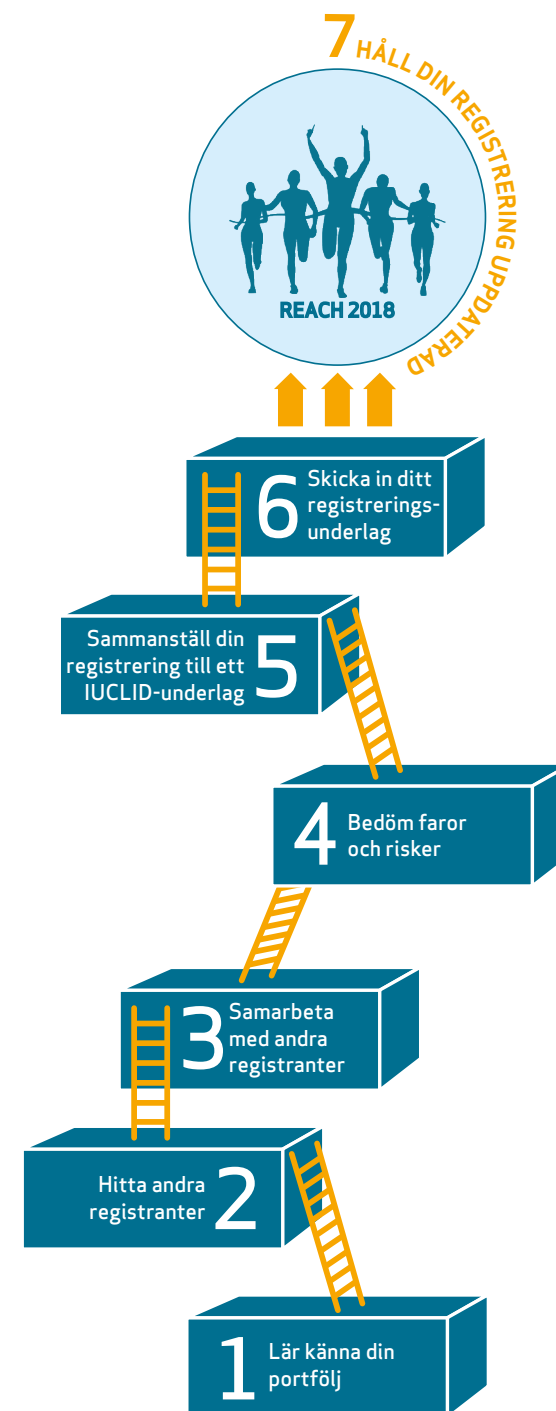 7 HÅLL DIN REGISTRERING UPPDATERAD
REACH 2018
6
Skicka in ditt
registrerings-
underlag
Sammanställ din
registrering till ett
IUCLID-underlag
5
4
Bedöm faror
och risker
3
Samarbeta
med andra
registranter
Hitta andra
registranter
2
1
Lär känna din
portfölj